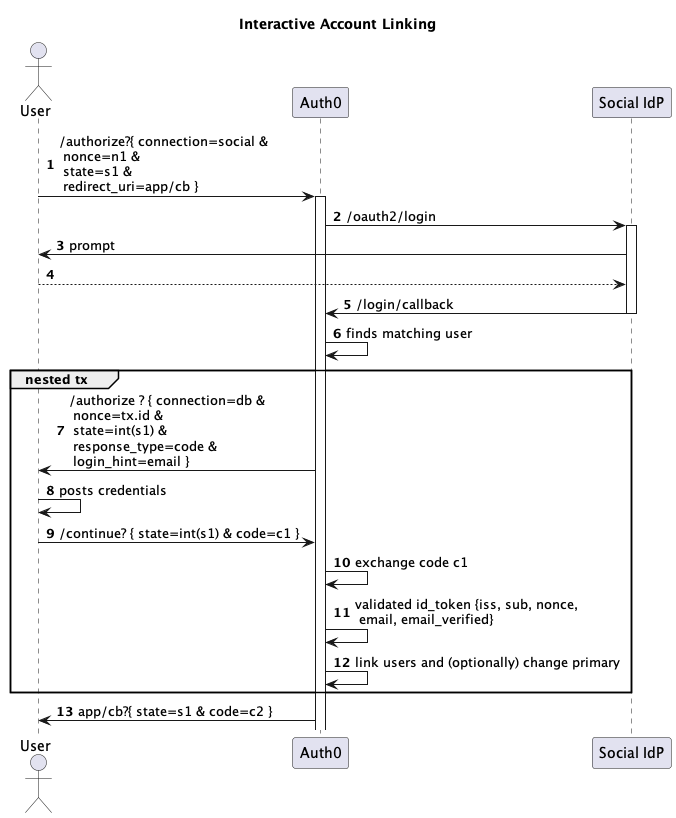 Interactive Account Linking
User
Auth0
Social IdP
/authorize?{ connection=social &
nonce=n1 &
1
state=s1 &
redirect_uri=app/cb }
2 /oauth2/login
3 prompt
4
5 /login/callback
6 finds matching user
nested tx
/authorize ? { connection=db &
nonce=tx.id &
7 state=int(s1) &
response_type=code &
login_hint=email }
8 posts credentials
9 /continue? { state=int(s1) & code=c1 }
10 exchange code c1
11 validated id_token {iss, sub, nonce,
email, email_verified}
12 link users and (optionally) change primary
13 app/cb?{ state=s1 & code=c2 }
User
Auth0
Social IdP